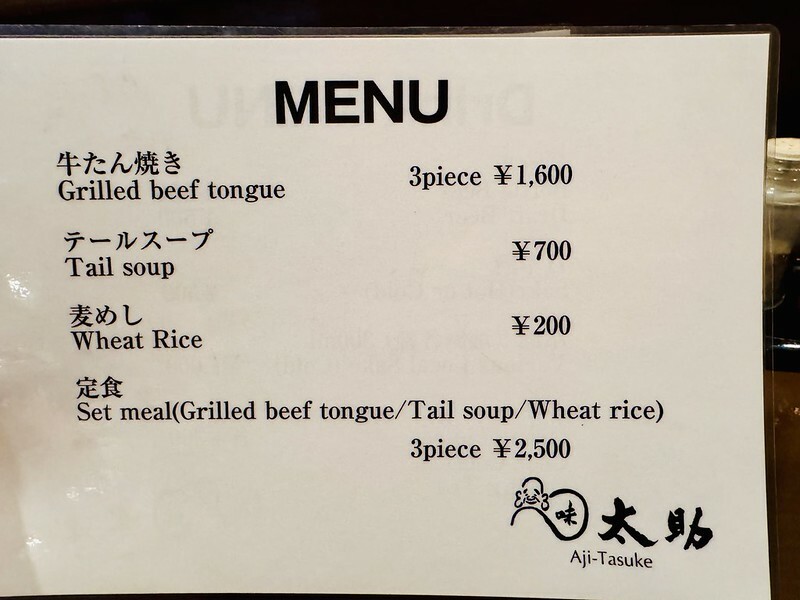 MENU
牛たん焼き
Grilled beef tongue
3piece ¥1,600
テールスープ
Tail soup
¥700
麦めし
Wheat Rice
¥200
定食
Set meal(Grilled beef tongue/Tail soup/Wheat rice)
3piece ¥2,500
味 太助
Aji-Tasuke